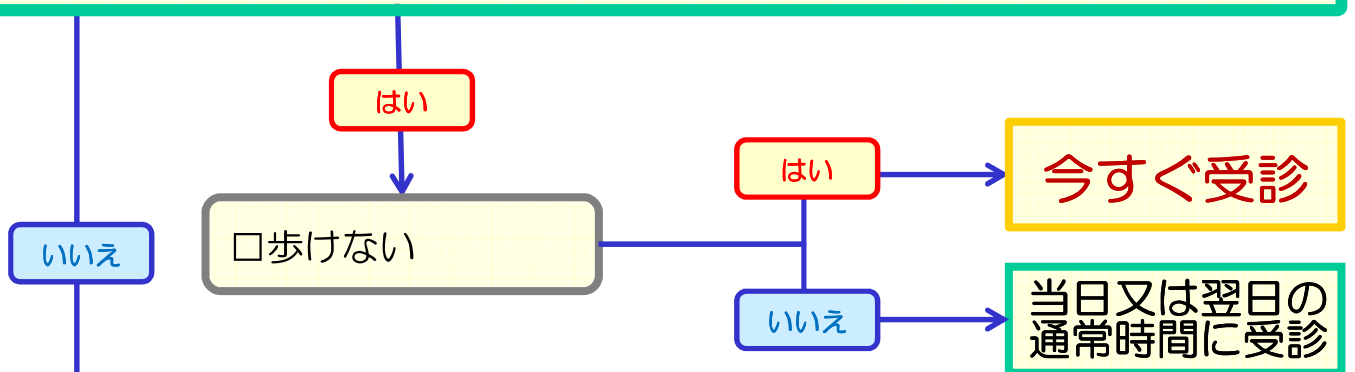 はい
はい
今すぐ受診
□歩けない
いいえ
いいえ
当日又は翌日の
通常時間に受診